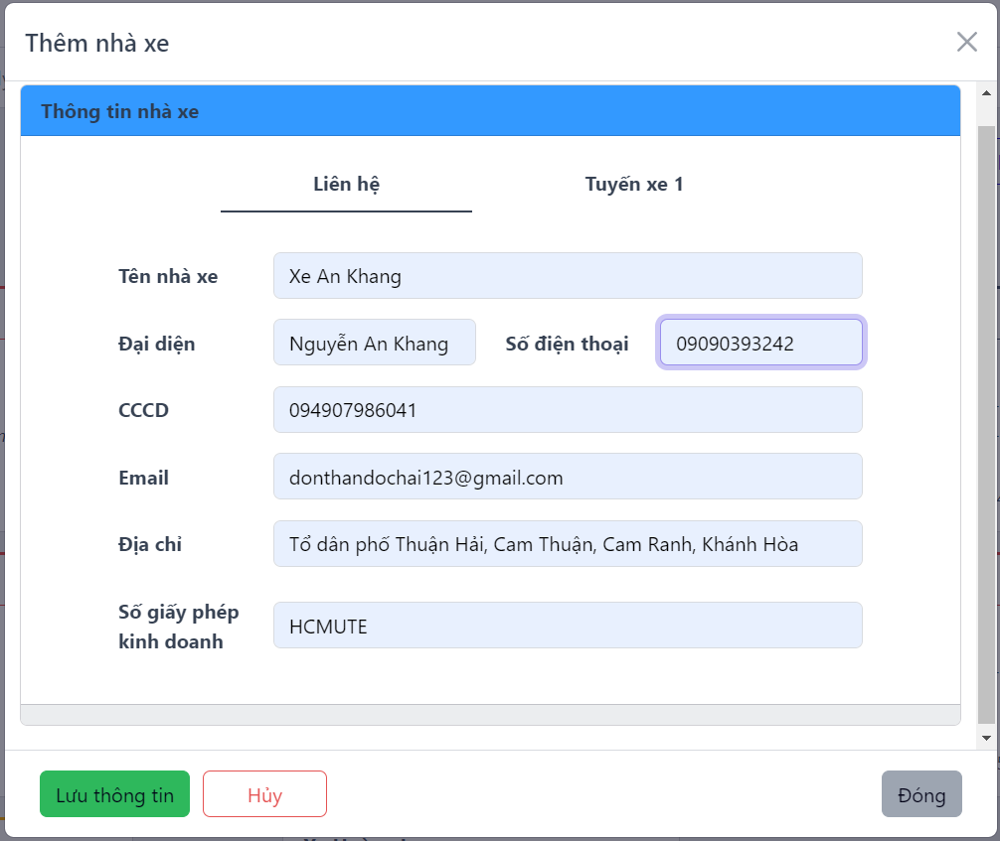 Thêm nhà xe
Thông tin nhà xe
Liên hệ Tuyến xe 1
Tên nhà xe Xe An Khang
Đại diện Nguyễn An Khang Số điện thoại 09090393242
CCCD 094907986041
Email donthandochai123@gmail.com
Địa chỉ Tổ dân phố Thuận Hải, Cam Thuận, Cam Ranh, Khánh Hòa
Số giấy phép
kinh doanh HCMUTE
Lưu thông tin Hủy Đóng